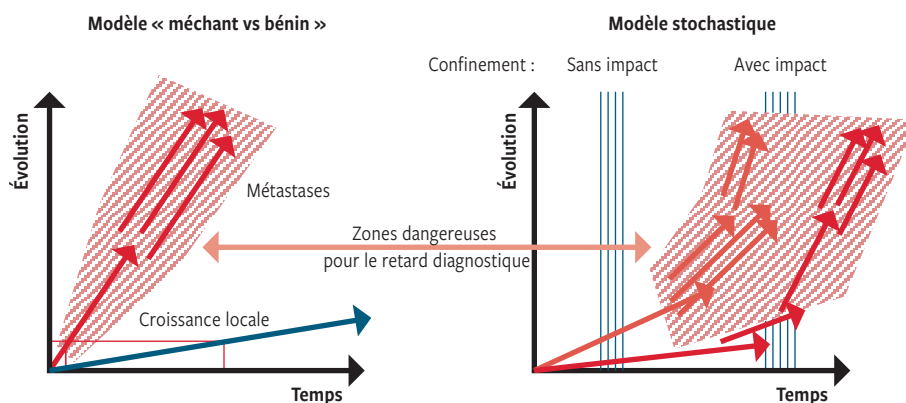 Modèle « méchant vs bénin »
Modèle stochastique
Confinement :
Sans impact
Avec impact
Évolution
Évolution
Métastases
Zones dangereuses
pour le retard diagnostique
Croissance locale
Temps
Temps